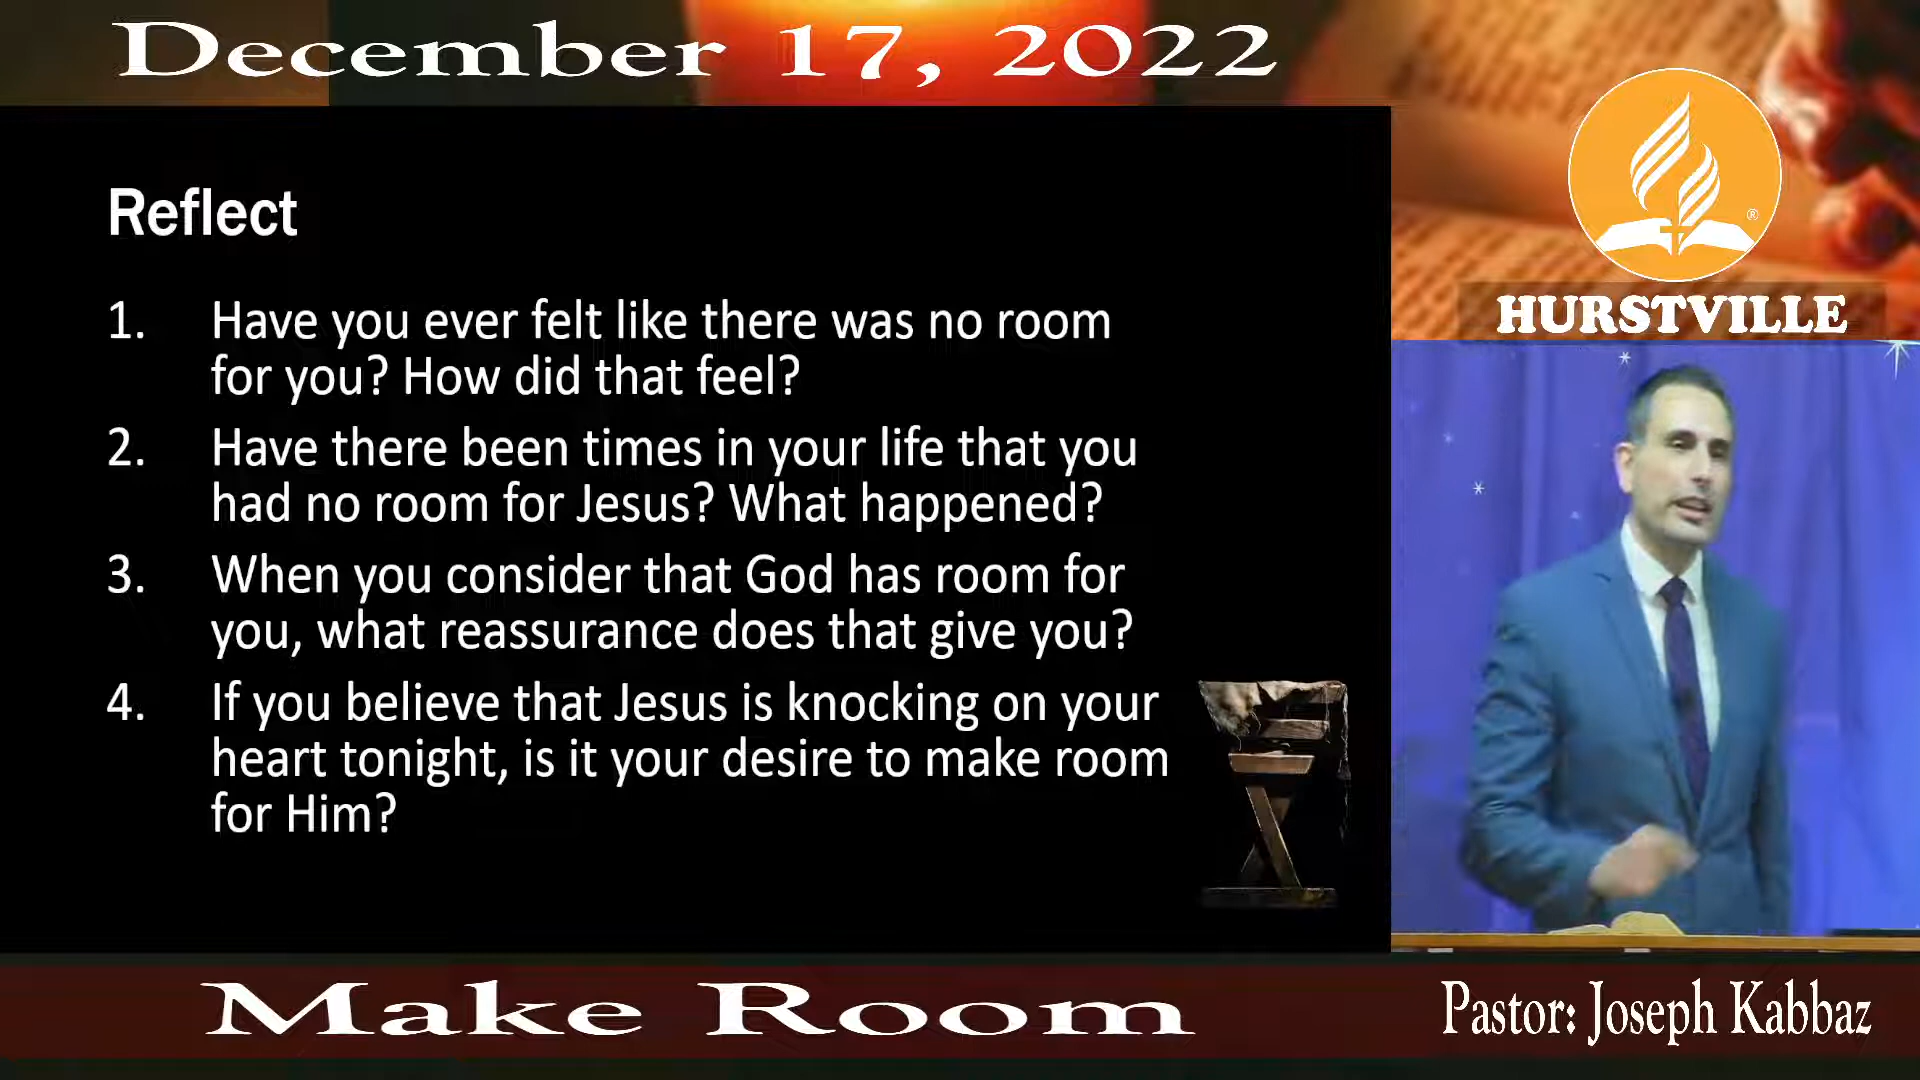 December 17, 2022
®
HURSTVILLE
Reflect
1. Have you ever felt like there was no room
for you? How did that feel?
2. Have there been times in your life that you
had no room for Jesus? What happened?
3. When you consider that God has room for
you, what reassurance does that give you?
4. If you believe that Jesus is knocking on your
heart tonight, is it your desire to make room
for Him?
Make Room
Pastor: Joseph Kabbaz